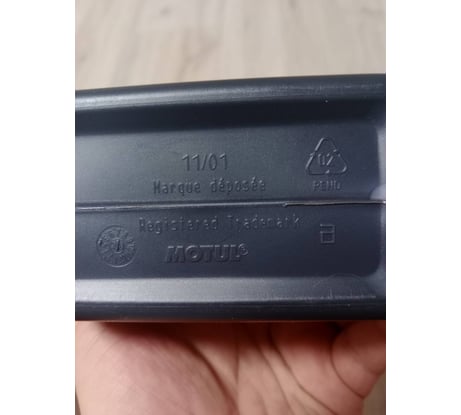 11/01
02
Marque déposée
PEHD
Registered Trademark
MOTUL